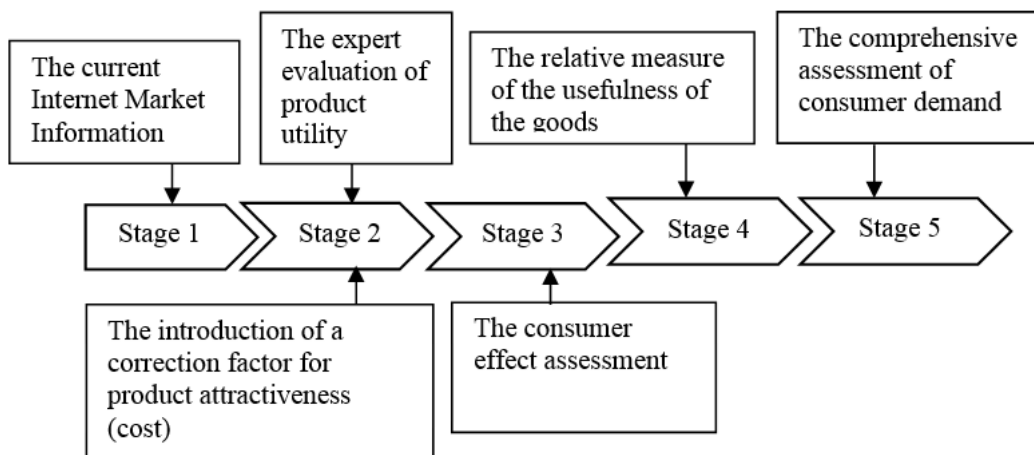 The current
Internet Market
Information
The expert
evaluation of
product
utility
The relative measure
of the usefulness of
the goods
The comprehensive
assessment of
consumer demand
Stage 1
Stage 2
Stage 3
Stage 4
Stage 5
The introduction of a
correction factor for
product attractiveness
(cost)
The consumer
effect assessment